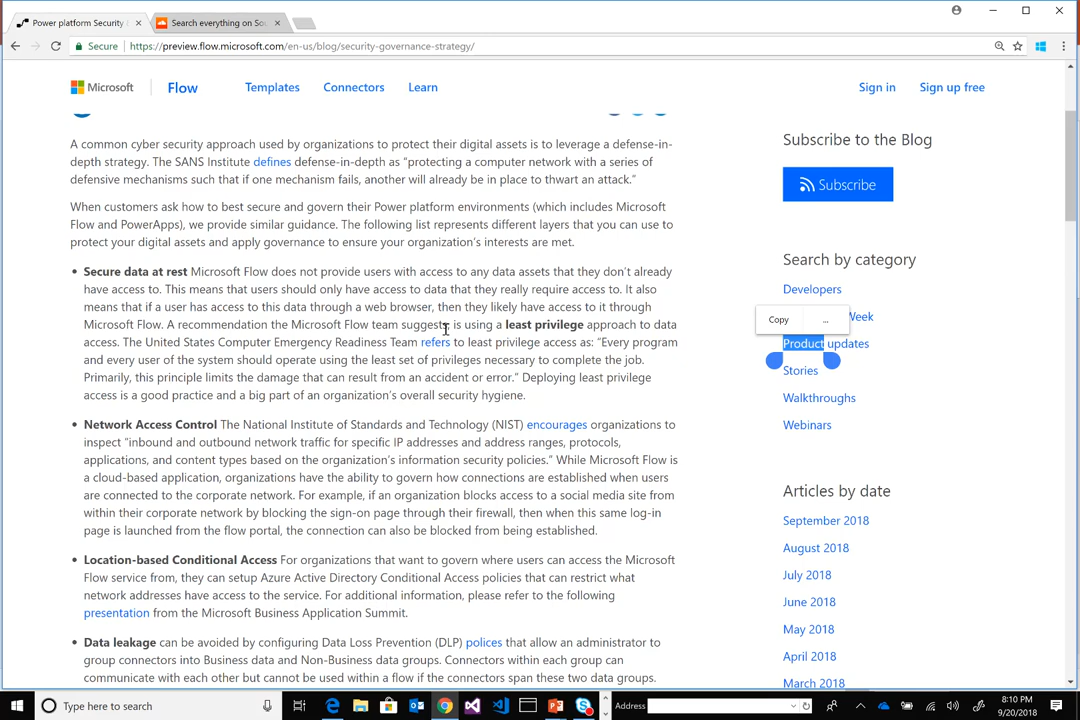 Power platform Security &
Search everything on Sou
Secure
https://preview.flow.microsoft.com/en-us/blog/security-governance-strategy/
Microsoft
Flow
Templates
Connectors
Learn
Sign in
Sign up free
A common cyber security approach used by organizations to protect their digital assets is to leverage a defense-in-
depth strategy. The SANS Institute defines defense-in-depth as “protecting a computer network with a series of
defensive mechanisms such that if one mechanism fails, another will already be in place to thwart an attack.”
When customers ask how to best secure and govern their Power platform environments (which includes Microsoft
Flow and PowerApps), we provide similar guidance. The following list represents different layers that you can use to
protect your digital assets and apply governance to ensure your organization’s interests are met.
• Secure data at rest Microsoft Flow does not provide users with access to any data assets that they don’t already
have access to. This means that users should only have access to data that they really require access to. It also
means that if a user has access to this data through a web browser, then they likely have access to it through
Microsoft Flow. A recommendation the Microsoft Flow team suggests is using a least privilege approach to data
access. The United States Computer Emergency Readiness Team refers to least privilege access as: “Every program
and every user of the system should operate using the least set of privileges necessary to complete the job.
Primarily, this principle limits the damage that can result from an accident or error.” Deploying least privilege
access is a good practice and a big part of an organization’s overall security hygiene.
• Network Access Control The National Institute of Standards and Technology (NIST) encourages organizations to
inspect “inbound and outbound network traffic for specific IP addresses and address ranges, protocols,
applications, and content types based on the organization’s information security policies.” While Microsoft Flow is
a cloud-based application, organizations have the ability to govern how connections are established when users
are connected to the corporate network. For example, if an organization blocks access to a social media site from
within their corporate network by blocking the sign-on page through their firewall, then when this same log-in
page is launched from the flow portal, the connection can also be blocked from being established.
• Location-based Conditional Access For organizations that want to govern where users can access the Microsoft
Flow service from, they can setup Azure Active Directory Conditional Access policies that can restrict what
network addresses have access to the service. For additional information, please refer to the following
presentation from the Microsoft Business Application Summit.
• Data leakage can be avoided by configuring Data Loss Prevention (DLP) polices that allow an administrator to
group connectors into Business data and Non-Business data groups. Connectors within each group can
communicate with each other but cannot be used within a flow if the connectors span these two data groups.
Subscribe to the Blog
Subscribe
Search by category
Developers
Week
Copy
...
Product updates
Stories
Walkthroughs
Webinars
Articles by date
September 2018
August 2018
July 2018
June 2018
May 2018
April 2018
March 2018
Type here to search
Address
8:10 PM
9/20/2018